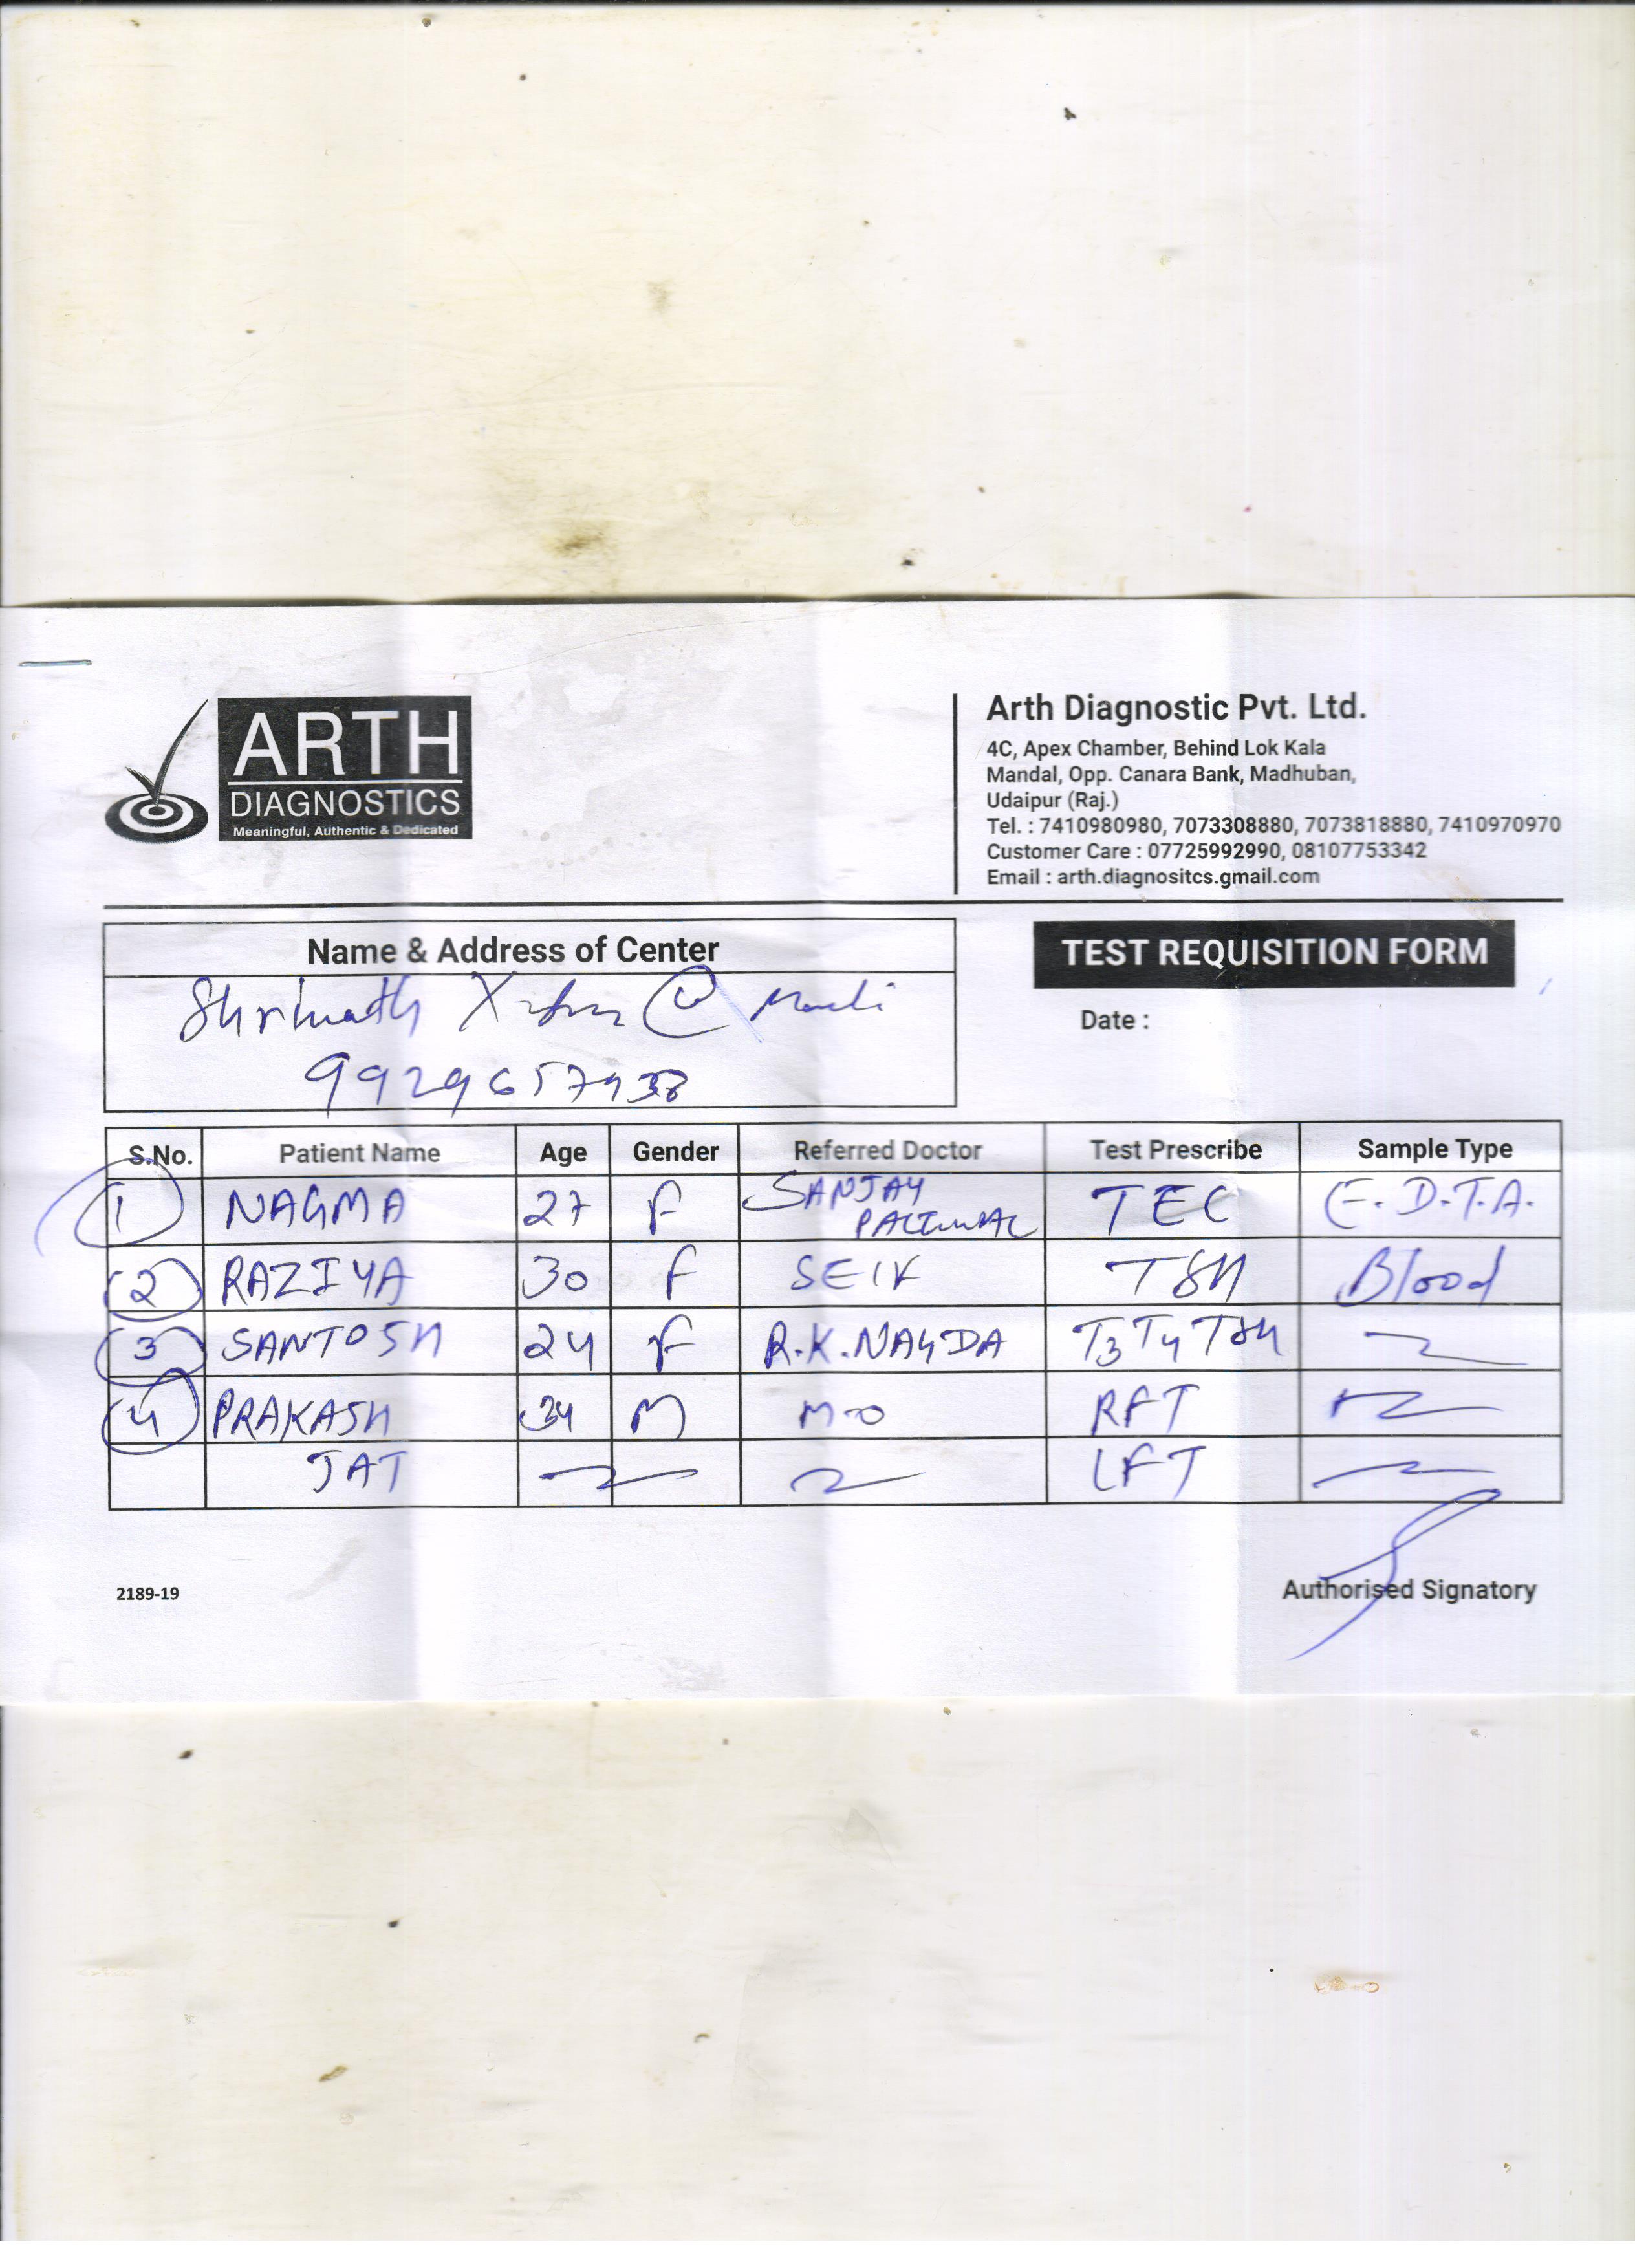 ARTH
DIAGNOSTICS
Meaningful, Authentic & Dedicated
Arth Diagnostic Pvt. Ltd.
4C, Apex Chamber, Behind Lok Kala
Mandal, Opp. Canara Bank, Madhuban,
Udaipur (Raj.)
Tel. : 7410980980, 7073308880, 7073818880, 7410970970
Customer Care : 07725992990, 08107753342
Email : arth.diagnositcs.gmail.com
Name & Address of Center
TEST REQUISITION FORM
Date :
S.No. Patient Name Age Gender Referred Doctor Test Prescribe Sample Type
1 NAGMA 27 F SANJAY PALIWAL TEC E.D.T.A.
2 RAZIYA 30 F SELF TSH Blood
3 SANTOSH 24 F R.K.NAGDA T3 T4 TSH
4 PRAKASH 34 M M-O RFT
JAT LFT
2189-19
Authorised Signatory